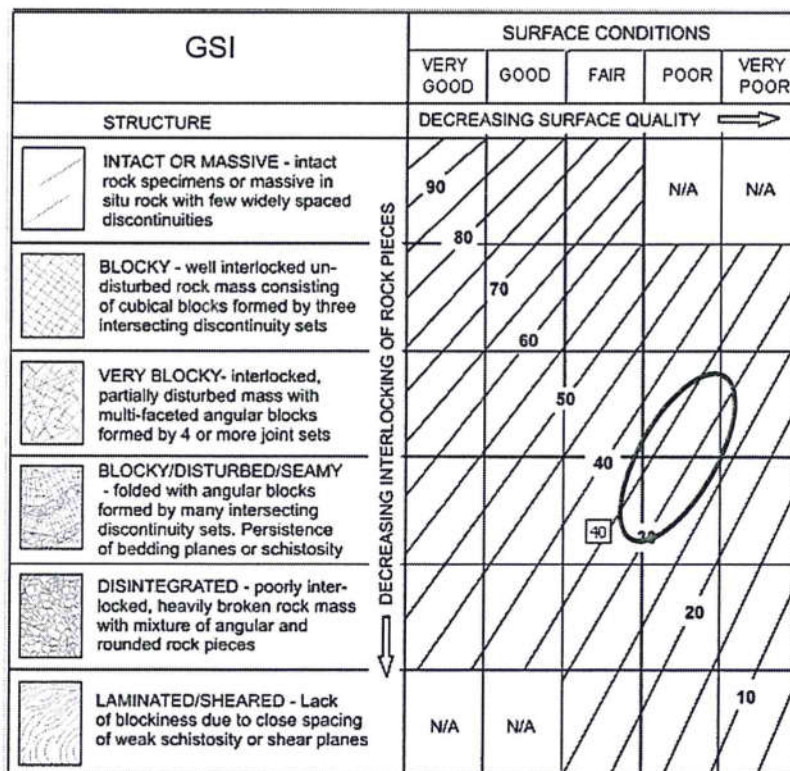 GSI
SURFACE CONDITIONS
VERY GOOD
GOOD
FAIR
POOR
VERY POOR
STRUCTURE
DECREASING SURFACE QUALITY
DECREASING INTERLOCKING OF ROCK PIECES
INTACT OR MASSIVE - intact
rock specimens or massive in
situ rock with few widely spaced
discontinuities
90
80
N/A
N/A
BLOCKY - well interlocked un-
disturbed rock mass consisting
of cubical blocks formed by three
intersecting discontinuity sets
70
60
VERY BLOCKY- interlocked,
partially disturbed mass with
multi-faceted angular blocks
formed by 4 or more joint sets
50
BLOCKY/DISTURBED/SEAMY
- folded with angular blocks
formed by many intersecting
discontinuity sets. Persistence
of bedding planes or schistosity
40
40
DISINTEGRATED - poorly inter-
locked, heavily broken rock mass
with mixture of angular and
rounded rock pieces
20
LAMINATED/SHEARED - Lack
of blockiness due to close spacing
of weak schistosity or shear planes
N/A
N/A
10